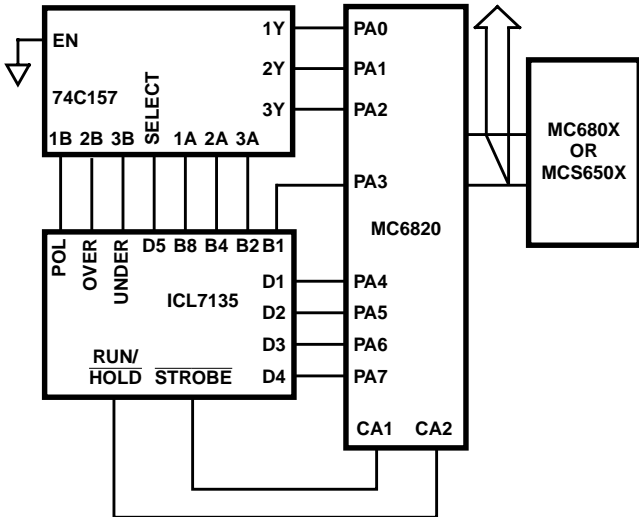 EN
1Y
PA0
2Y
PA1
74C157
SELECT
3Y
PA2
1B 2B 3B 1A 2A 3A
MC680X
OR
MCS650X
PA3
MC6820
POL OVER UNDER D5 B8 B4 B2 B1
ICL7135
D1
PA4
D2
PA5
D3
PA6
RUN/
HOLD STROBE
D4
PA7
CA1 CA2